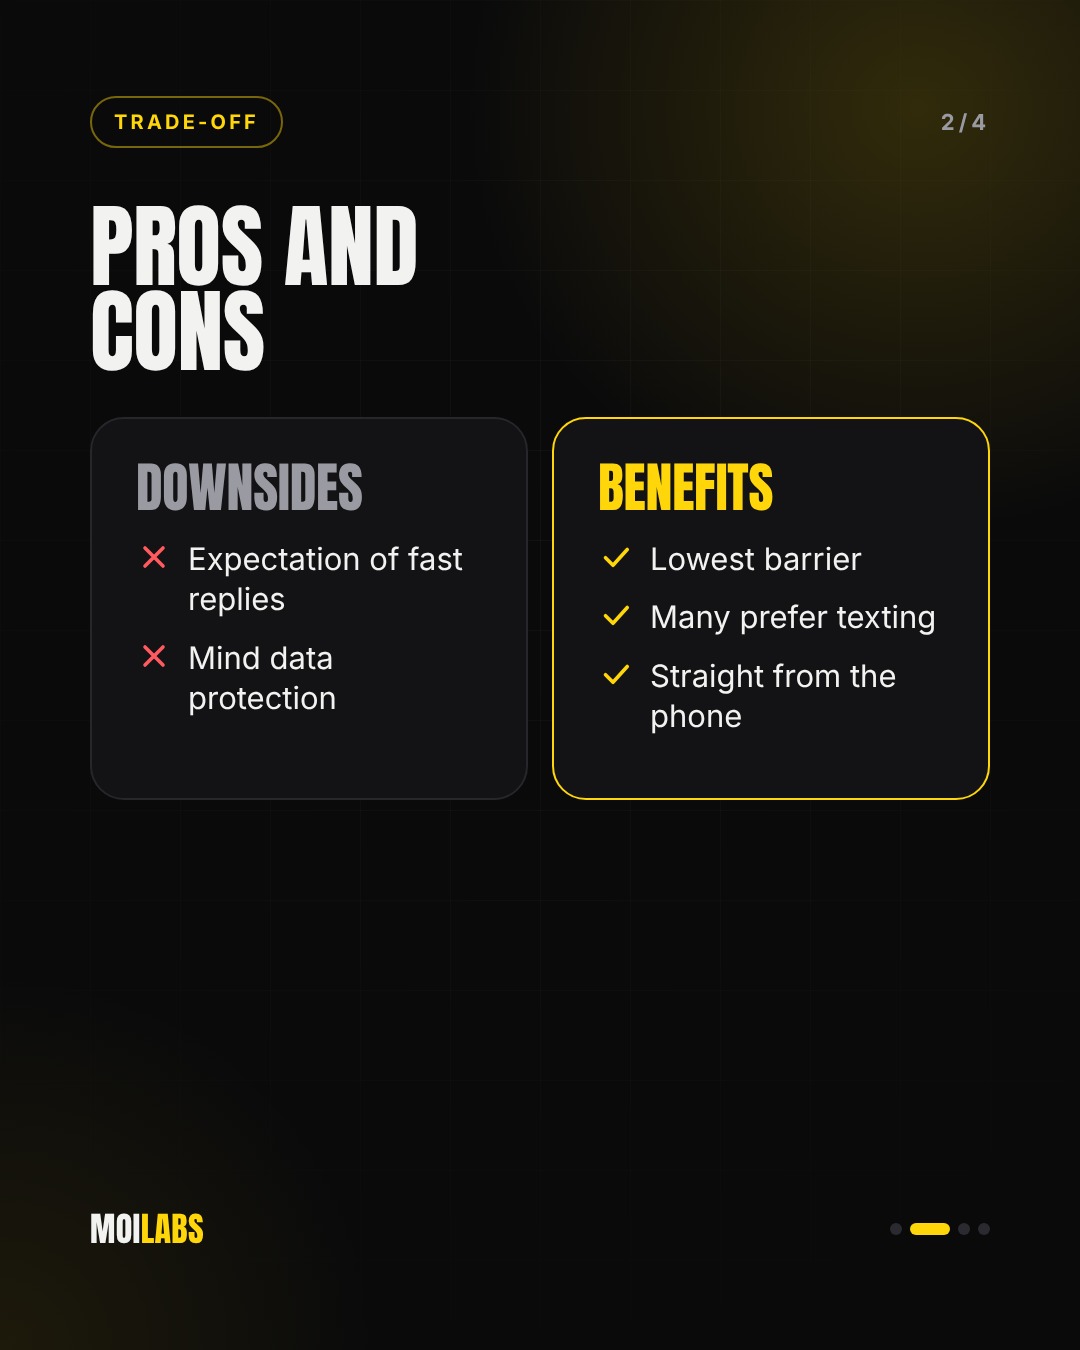 TRADE-OFF
2/4
PROS AND
CONS
DOWNSIDES
Expectation of fast
replies
Mind data
protection
BENEFITS
Lowest barrier
Many prefer texting
Straight from the
phone
MOILABS